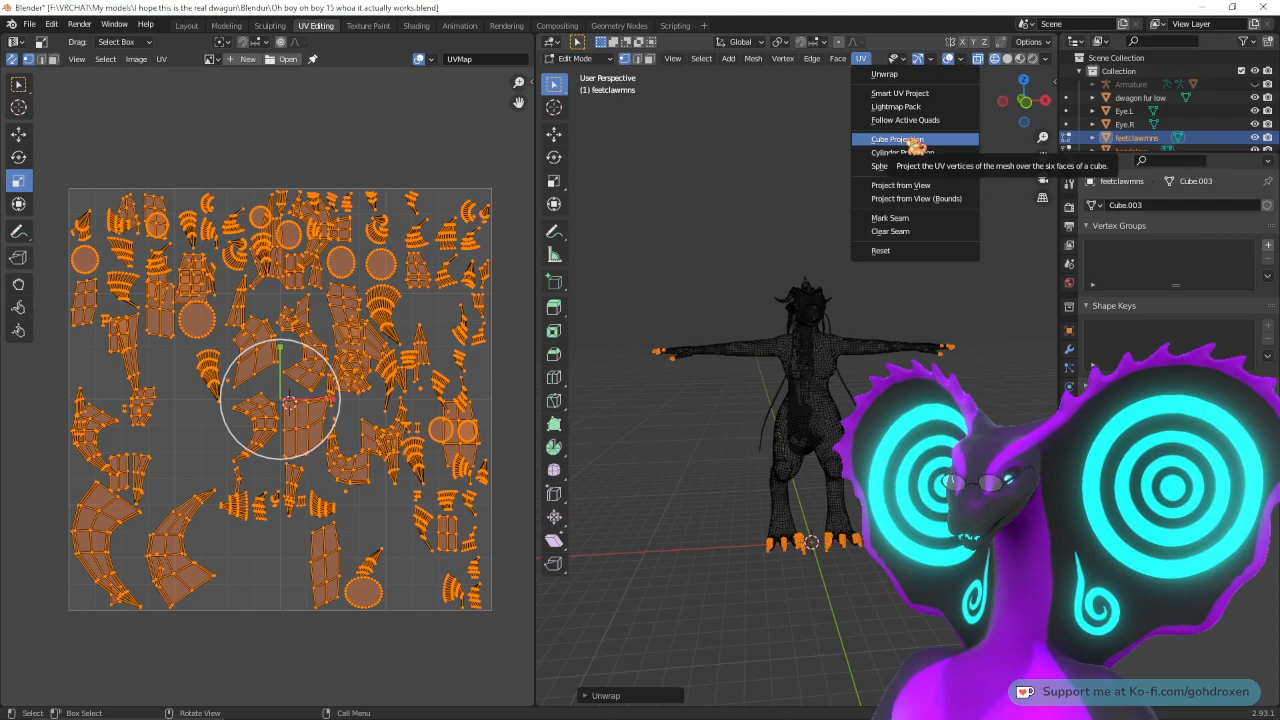 Blender* [F:\VRCHAT\My models\I hope this is the real dwagun\Blendur\Oh boy oh boy 15 whoa it actually works.blend]
File Edit Render Window Help Layout Modeling Sculpting UV Editing Texture Paint Shading Animation Rendering Compositing Geometry Nodes Scripting + Scene View Layer
Drag: Select Box Global X Y Z Options
View Select Image UV New Open UVMap
Edit Mode View Select Add Mesh Vertex Edge Face UV
User Perspective
(1) feetclawmns
Unwrap
Smart UV Project
Lightmap Pack
Follow Active Quads
Cube Projection
Project the UV vertices of the mesh over the six faces of a cube.
Project from View
Project from View (Bounds)
Mark Seam
Clear Seam
Reset
Z
X
Scene Collection
Collection
Armature
dwagon fur low
Eye.L
Eye.R
feetclawmns
feetclawmns Cube.003
Cube.003
Vertex Groups
Shape Keys
Unwrap
Support me at Ko-fi.com/gohdroxen
Select Box Select Rotate View Call Menu 2.93.1